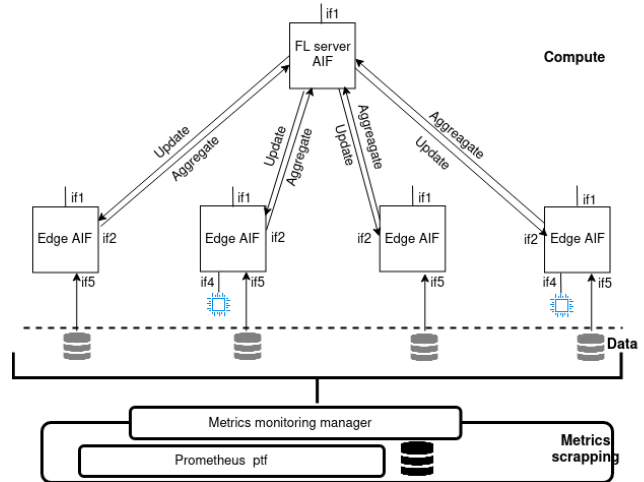 if1
FL server
AIF
Compute
Update
Aggregate
Update
Aggregate
Aggreagate
Update
Aggreagate
Update
if1
if1
if1
if1
Edge AIF
if2
Edge AIF
if2
if2
Edge AIF
if2
Edge AIF
if5
if4
if5
if5
if4
if5
Data
Metrics monitoring manager
Metrics
scrapping
Prometheus ptf